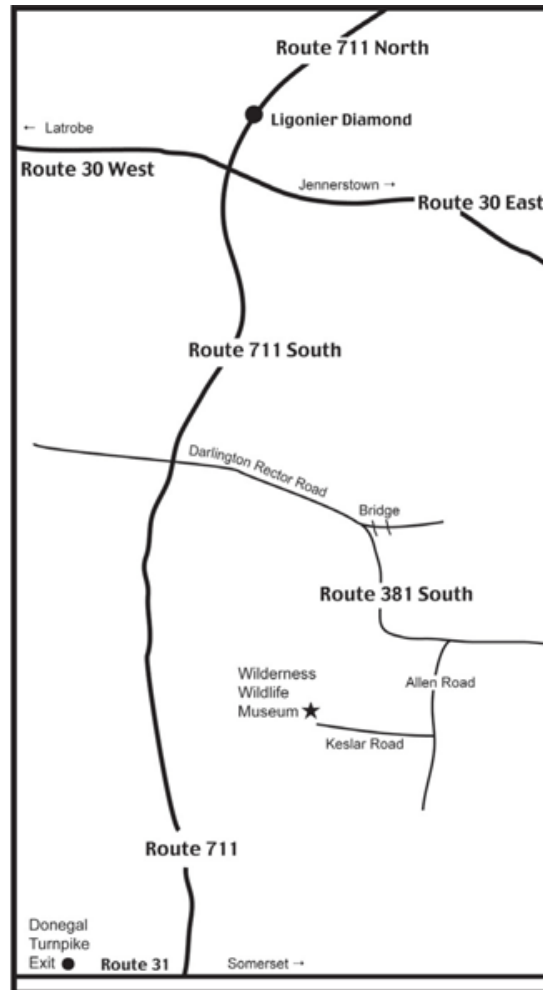 Route 711 North
Ligonier Diamond
← Latrobe
Route 30 West
Jennerstown →
Route 30 East
Route 711 South
Darlington Rector Road
Bridge
Route 381 South
Wilderness
Wildlife
Museum
Allen Road
Keslar Road
Route 711
Donegal
Turnpike
Exit
Route 31
Somerset →